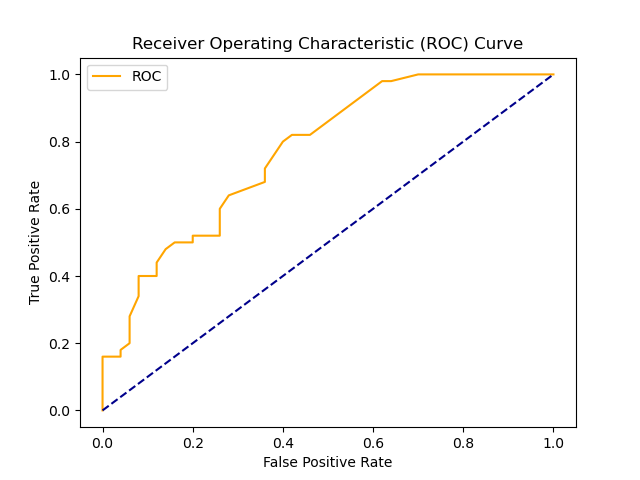 Receiver Operating Characteristic (ROC) Curve
ROC
1.0
0.8
0.6
0.4
0.2
0.0
True Positive Rate
0.0 0.2 0.4 0.6 0.8 1.0
False Positive Rate